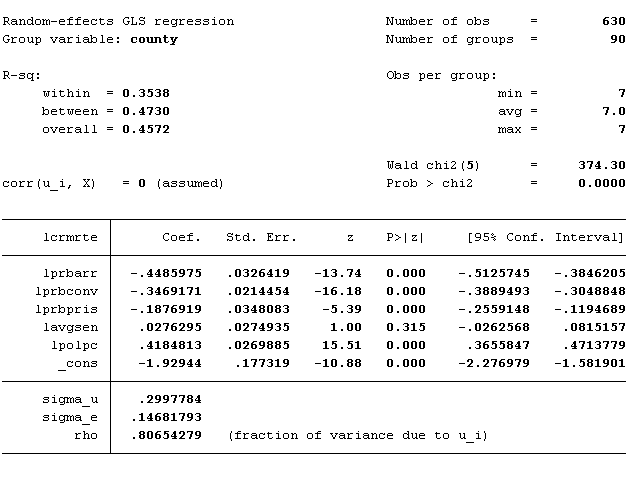 Random-effects GLS regression Number of obs = 630
Group variable: county Number of groups = 90
R-sq: Obs per group:
within = 0.3538 min = 7
between = 0.4730 avg = 7.0
overall = 0.4572 max = 7
Wald chi2(5) = 374.30
corr(u_i, X) = 0 (assumed) Prob > chi2 = 0.0000
lcrmrte Coef. Std. Err. z P>|z| [95% Conf. Interval]
lprbarr -.4485975 .0326419 -13.74 0.000 -.5125745 -.3846205
lprbconv -.3469171 .0214454 -16.18 0.000 -.3889493 -.3048848
lprbpris -.1876919 .0348083 -5.39 0.000 -.2559148 -.1194689
lavgsen .0276295 .0274935 1.00 0.315 -.0262568 .0815157
lpolpc .4184813 .0269885 15.51 0.000 .3655847 .4713779
_cons -1.92944 .177319 -10.88 0.000 -2.276979 -1.581901
sigma_u .2997784
sigma_e .14681793
rho .80654279 (fraction of variance due to u_i)